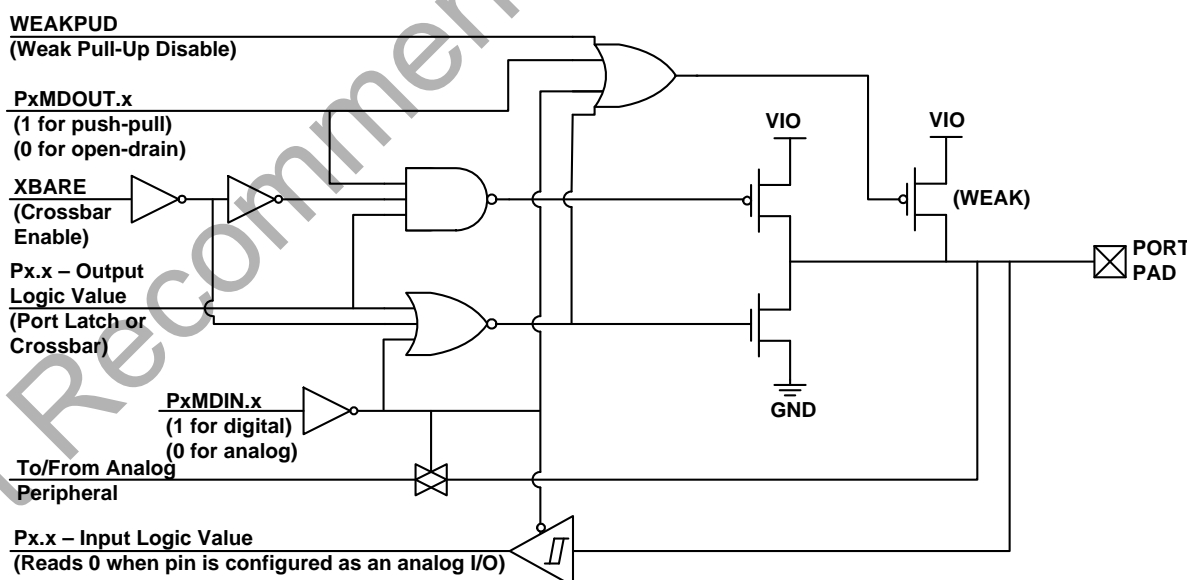 WEAKPUD
(Weak Pull-Up Disable)
PxMDOUT.x
(1 for push-pull)
(0 for open-drain)
XBARE
(Crossbar
Enable)
Px.x – Output
Logic Value
(Port Latch or
Crossbar)
PxMDIN.x
(1 for digital)
(0 for analog)
To/From Analog
Peripheral
Px.x – Input Logic Value
(Reads 0 when pin is configured as an analog I/O)
VIO
VIO
(WEAK)
GND
PORT
PAD
Recommen